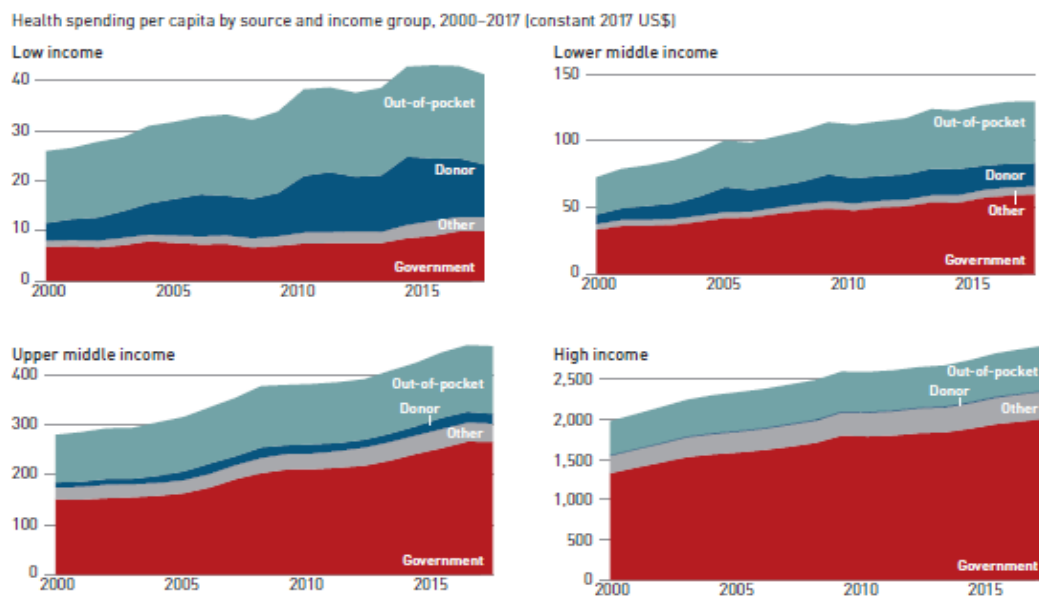 Health spending per capita by source and income group, 2000–2017 (constant 2017 US$)
Low income
40
30
20
10
0
Out-of-pocket
Donor
Other
Government
2000 2005 2010 2015
Lower middle income
150
100
50
0
Out-of-pocket
Donor
Other
Government
2000 2005 2010 2015
Upper middle income
400
300
200
100
0
Out-of-pocket
Donor
Other
Government
2000 2005 2010 2015
High income
2,500
2,000
1,500
1,000
500
0
Out-of-pocket
Donor
Other
Government
2000 2005 2010 2015